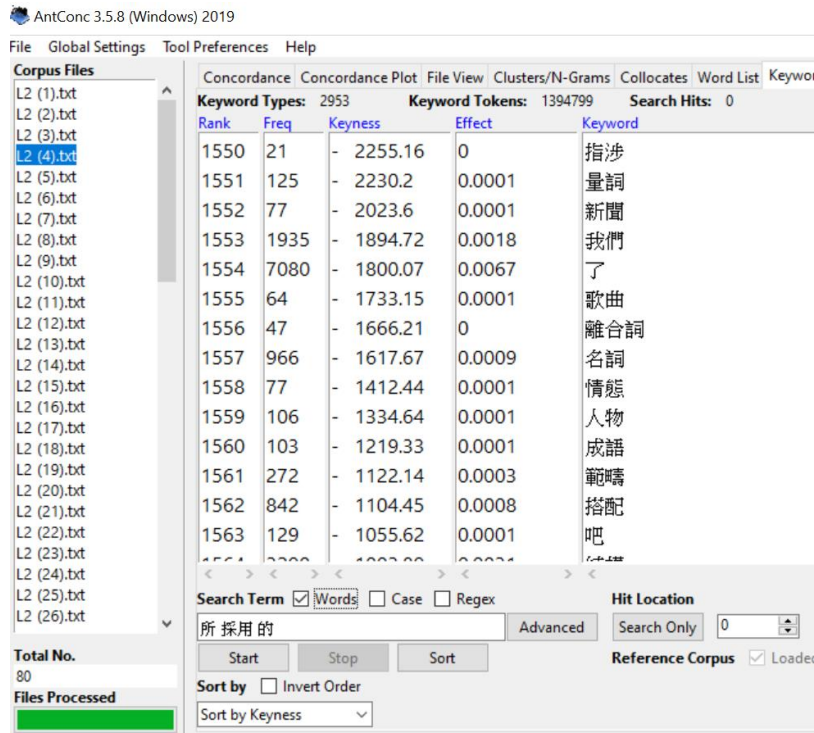 AntConc 3.5.8 (Windows) 2019
File Global Settings Tool Preferences Help
Corpus Files
L2 (1).txt
L2 (2).txt
L2 (3).txt
L2 (4).txt
L2 (5).txt
L2 (6).txt
L2 (7).txt
L2 (8).txt
L2 (9).txt
L2 (10).txt
L2 (11).txt
L2 (12).txt
L2 (13).txt
L2 (14).txt
L2 (15).txt
L2 (16).txt
L2 (17).txt
L2 (18).txt
L2 (19).txt
L2 (20).txt
L2 (21).txt
L2 (22).txt
L2 (23).txt
L2 (24).txt
L2 (25).txt
L2 (26).txt
Total No.
80
Files Processed
Concordance Concordance Plot File View Clusters/N-Grams Collocates Word List Keywor
Keyword Types: 2953 Keyword Tokens: 1394799 Search Hits: 0
Rank Freq Keyness Effect Keyword
1550 21 - 2255.16 0 指涉
1551 125 - 2230.2 0.0001 量詞
1552 77 - 2023.6 0.0001 新聞
1553 1935 - 1894.72 0.0018 我們
1554 7080 - 1800.07 0.0067 了
1555 64 - 1733.15 0.0001 歌曲
1556 47 - 1666.21 0 離合詞
1557 966 - 1617.67 0.0009 名詞
1558 77 - 1412.44 0.0001 情態
1559 106 - 1334.64 0.0001 人物
1560 103 - 1219.33 0.0001 成語
1561 272 - 1122.14 0.0003 範疇
1562 842 - 1104.45 0.0008 搭配
1563 129 - 1055.62 0.0001 吧
Search Term Words Case Regex Hit Location
所 採用 的 Advanced Search Only 0
Start Stop Sort Reference Corpus Loaded
Sort by Invert Order
Sort by Keyness